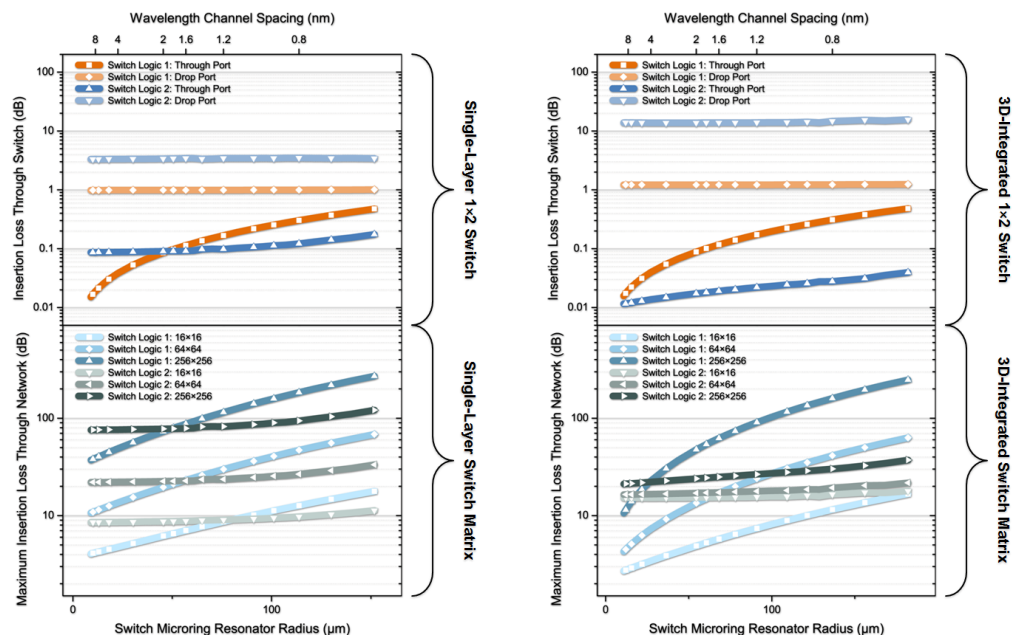 Wavelength Channel Spacing (nm)
8 4 2 1.6 1.2 0.8
Insertion Loss Through Switch (dB)
100
10
1
0.1
0.01
Switch Logic 1: Through Port
Switch Logic 1: Drop Port
Switch Logic 2: Through Port
Switch Logic 2: Drop Port
Single-Layer 1×2 Switch
Maximum Insertion Loss Through Network (dB)
100
10
Switch Logic 1: 16×16
Switch Logic 1: 64×64
Switch Logic 1: 256×256
Switch Logic 2: 16×16
Switch Logic 2: 64×64
Switch Logic 2: 256×256
Single-Layer Switch Matrix
0 100
Switch Microring Resonator Radius (μm)
Wavelength Channel Spacing (nm)
8 4 2 1.6 1.2 0.8
Insertion Loss Through Switch (dB)
100
10
1
0.1
0.01
Switch Logic 1: Through Port
Switch Logic 1: Drop Port
Switch Logic 2: Through Port
Switch Logic 2: Drop Port
3D-Integrated 1×2 Switch
Maximum Insertion Loss Through Network (dB)
100
10
Switch Logic 1: 16×16
Switch Logic 1: 64×64
Switch Logic 1: 256×256
Switch Logic 2: 16×16
Switch Logic 2: 64×64
Switch Logic 2: 256×256
3D-Integrated Switch Matrix
0 100
Switch Microring Resonator Radius (μm)